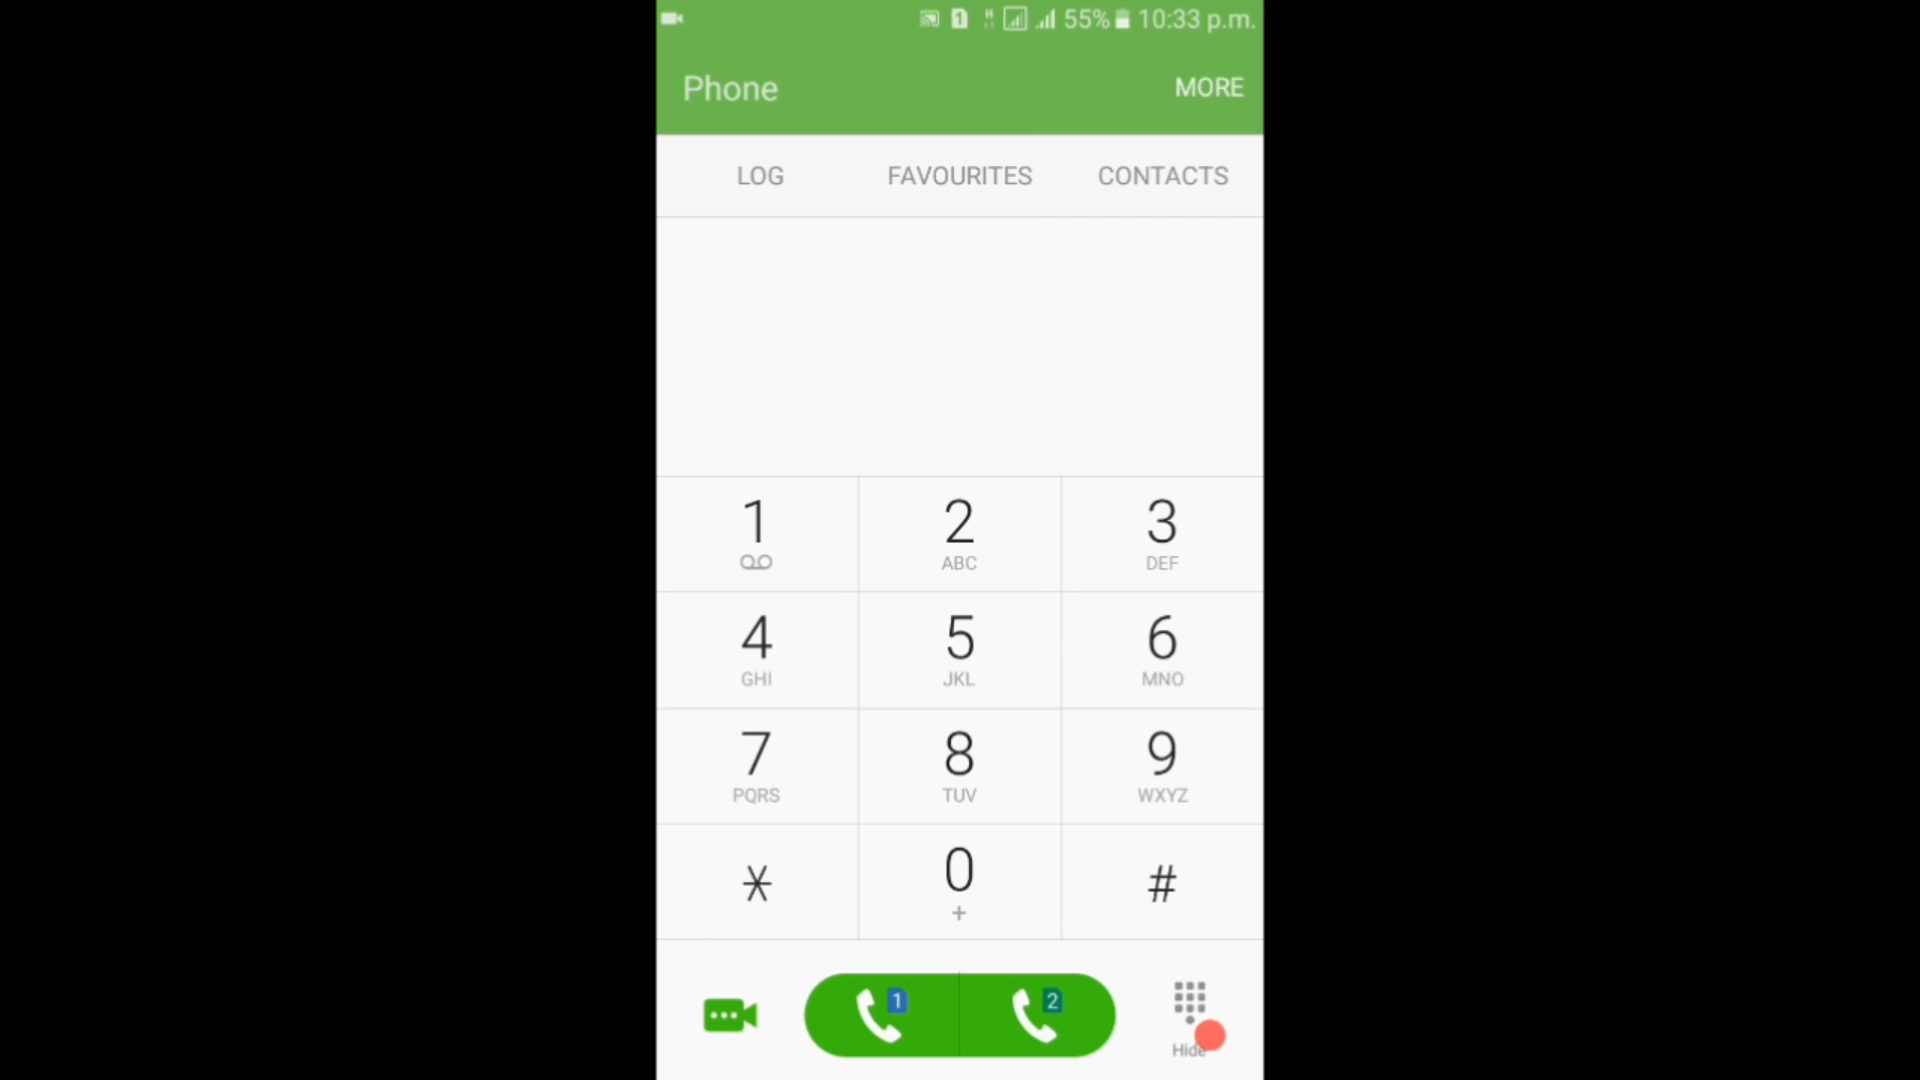 55% 10:33 p.m.
Phone MORE
LOG FAVOURITES CONTACTS
1 2 3
ABC DEF
4 5 6
GHI JKL MNO
7 8 9
PQRS TUV WXYZ
* 0 #
+
1 2
Hide